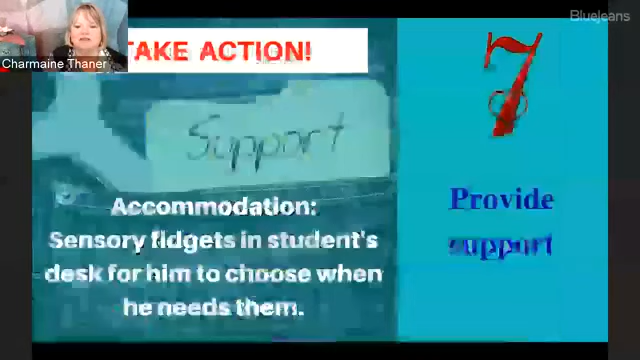 BlueJeans
Charmaine Thaner
TAKE ACTION!
Support
Accommodation:
Sensory fidgets in student's
desk for him to choose when
he needs them.
7
Provide
support